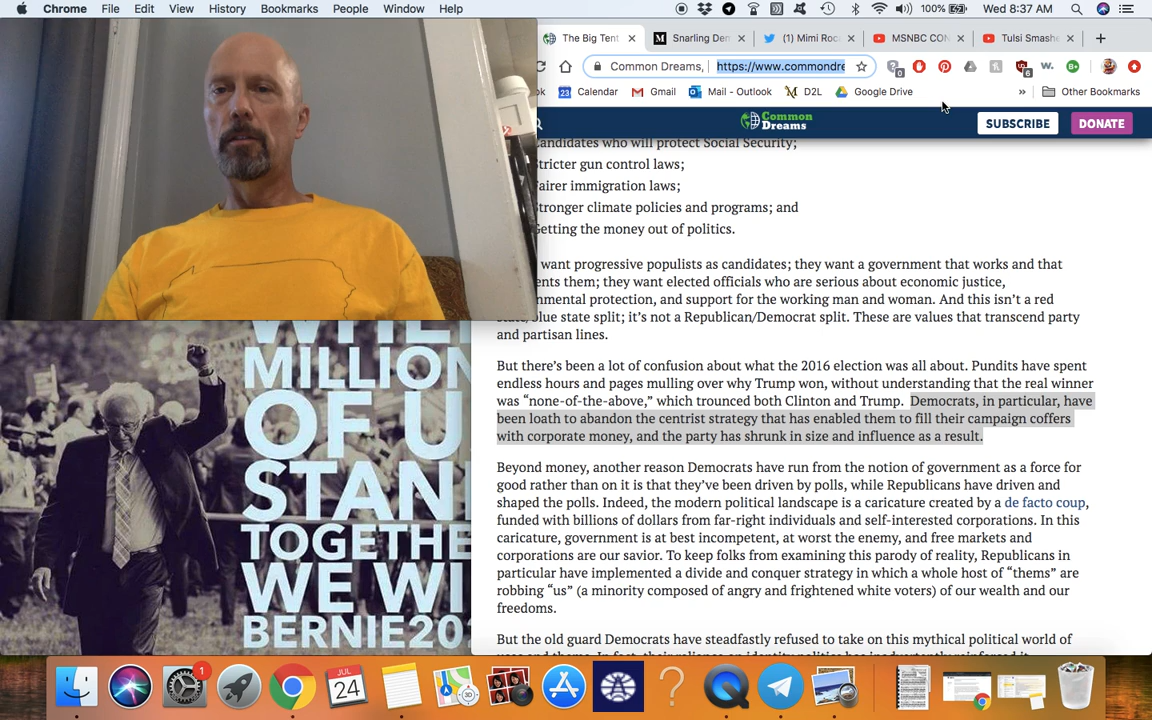 Chrome File Edit View History Bookmarks People Window Help
100% Wed 8:37 AM
The Big Tent
Snarling Dem
(1) Mimi Roc
MSNBC CON
Tulsi Smashe
Common Dreams, https://www.commondre
Calendar Gmail Mail - Outlook D2L Google Drive » Other Bookmarks
Common
Dreams
SUBSCRIBE
DONATE
Candidates who will protect Social Security;
Stricter gun control laws;
Fairer immigration laws;
Stronger climate policies and programs; and
Getting the money out of politics.
want progressive populists as candidates; they want a government that works and that
ents them; they want elected officials who are serious about economic justice,
nmental protection, and support for the working man and woman. And this isn’t a red
state/blue state split; it’s not a Republican/Democrat split. These are values that transcend party
and partisan lines.
But there’s been a lot of confusion about what the 2016 election was all about. Pundits have spent
endless hours and pages mulling over why Trump won, without understanding that the real winner
was “none-of-the-above,” which trounced both Clinton and Trump. Democrats, in particular, have
been loath to abandon the centrist strategy that has enabled them to fill their campaign coffers
with corporate money, and the party has shrunk in size and influence as a result.
Beyond money, another reason Democrats have run from the notion of government as a force for
good rather than on it is that they’ve been driven by polls, while Republicans have driven and
shaped the polls. Indeed, the modern political landscape is a caricature created by a de facto coup,
funded with billions of dollars from far-right individuals and self-interested corporations. In this
caricature, government is at best incompetent, at worst the enemy, and free markets and
corporations are our savior. To keep folks from examining this parody of reality, Republicans in
particular have implemented a divide and conquer strategy in which a whole host of “thems” are
robbing “us” (a minority composed of angry and frightened white voters) of our wealth and our
freedoms.
But the old guard Democrats have steadfastly refused to take on this mythical political world of
WHEN
MILLION
OF U
STAN
TOGETHE
WE WI
BERNIE20
JUL
24
1